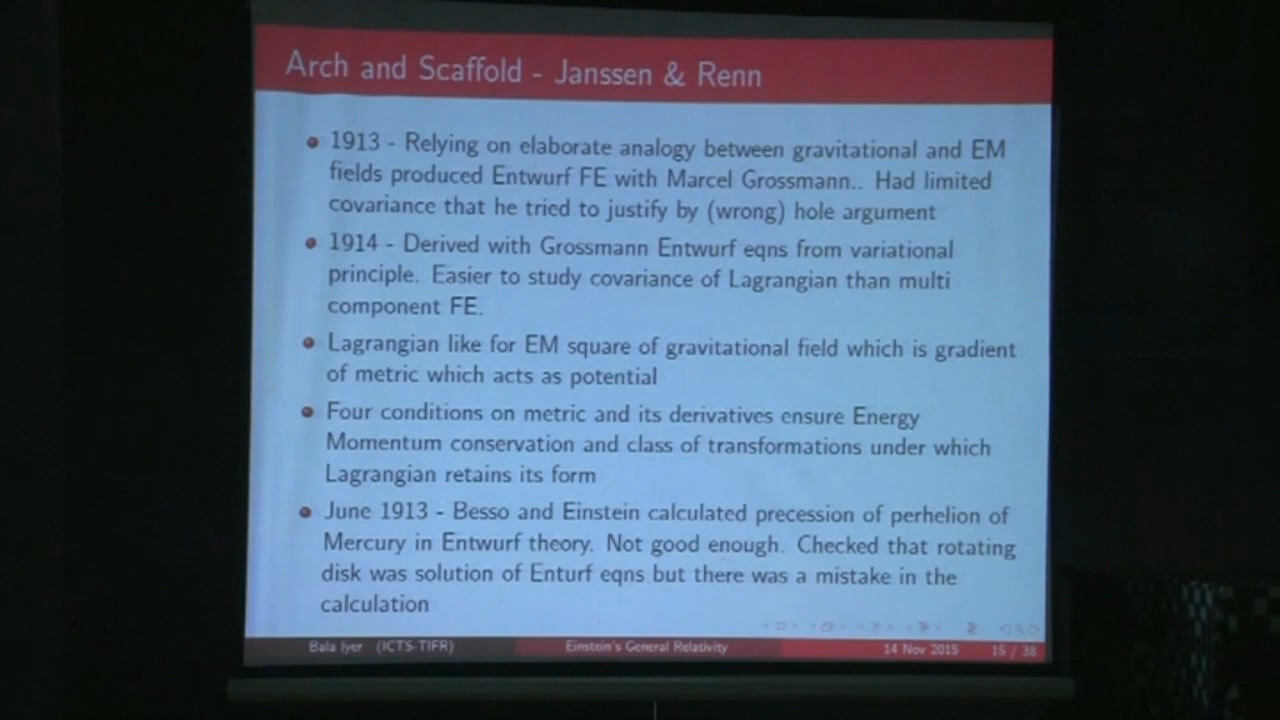 Arch and Scaffold - Janssen & Renn
1913 - Relying on elaborate analogy between gravitational and EM
fields produced Entwurf FE with Marcel Grossmann.. Had limited
covariance that he tried to justify by (wrong) hole argument
1914 - Derived with Grossmann Entwurf eqns from variational
principle. Easier to study covariance of Lagrangian than multi
component FE.
Lagrangian like for EM square of gravitational field which is gradient
of metric which acts as potential
Four conditions on metric and its derivatives ensure Energy
Momentum conservation and class of transformations under which
Lagrangian retains its form
June 1913 - Besso and Einstein calculated precession of perhelion of
Mercury in Entwurf theory. Not good enough. Checked that rotating
disk was solution of Enturf eqns but there was a mistake in the
calculation
Bala Iyer (ICTS-TIFR) Einstein's General Relativity 14 Nov 2015 15 / 38